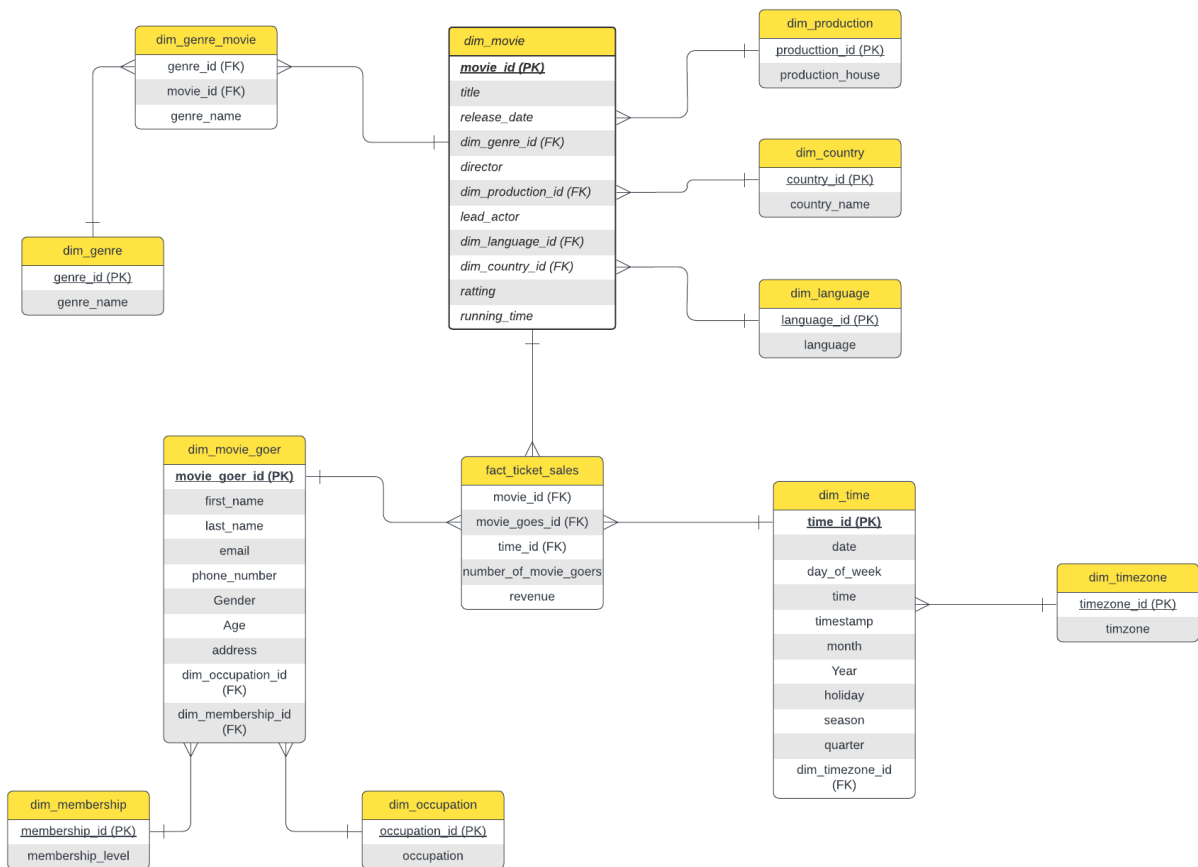 dim_genre_movie
genre_id (FK)
movie_id (FK)
genre_name
dim_genre
genre_id (PK)
genre_name
dim_movie
movie_id (PK)
title
release_date
dim_genre_id (FK)
director
dim_production_id (FK)
lead_actor
dim_language_id (FK)
dim_country_id (FK)
ratting
running_time
dim_production
producttion_id (PK)
production_house
dim_country
country_id (PK)
country_name
dim_language
language_id (PK)
language
dim_movie_goer
movie_goer_id (PK)
first_name
last_name
email
phone_number
Gender
Age
address
dim_occupation_id
(FK)
dim_membership_id
(FK)
fact_ticket_sales
movie_id (FK)
movie_goes_id (FK)
time_id (FK)
number_of_movie_goers
revenue
dim_time
time_id (PK)
date
day_of_week
time
timestamp
month
Year
holiday
season
quarter
dim_timezone_id
(FK)
dim_timezone
timezone_id (PK)
timzone
dim_membership
membership_id (PK)
membership_level
dim_occupation
occupation_id (PK)
occupation